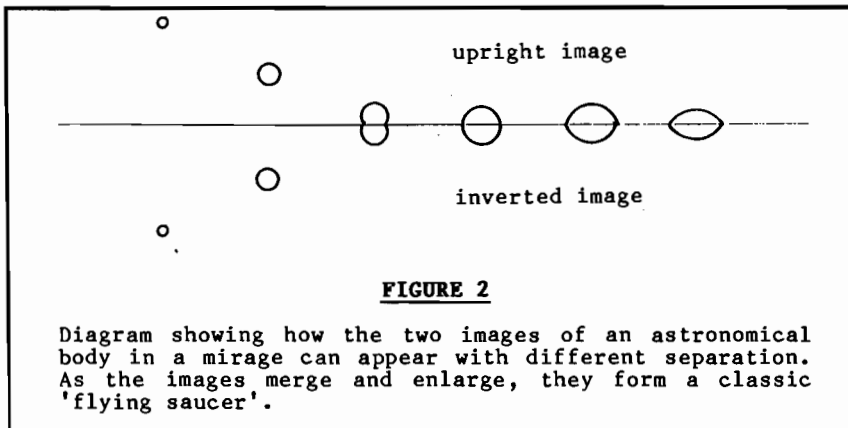 upright image
inverted image
FIGURE 2
Diagram showing how the two images of an astronomical
body in a mirage can appear with different separation.
As the images merge and enlarge, they form a classic
'flying saucer'.